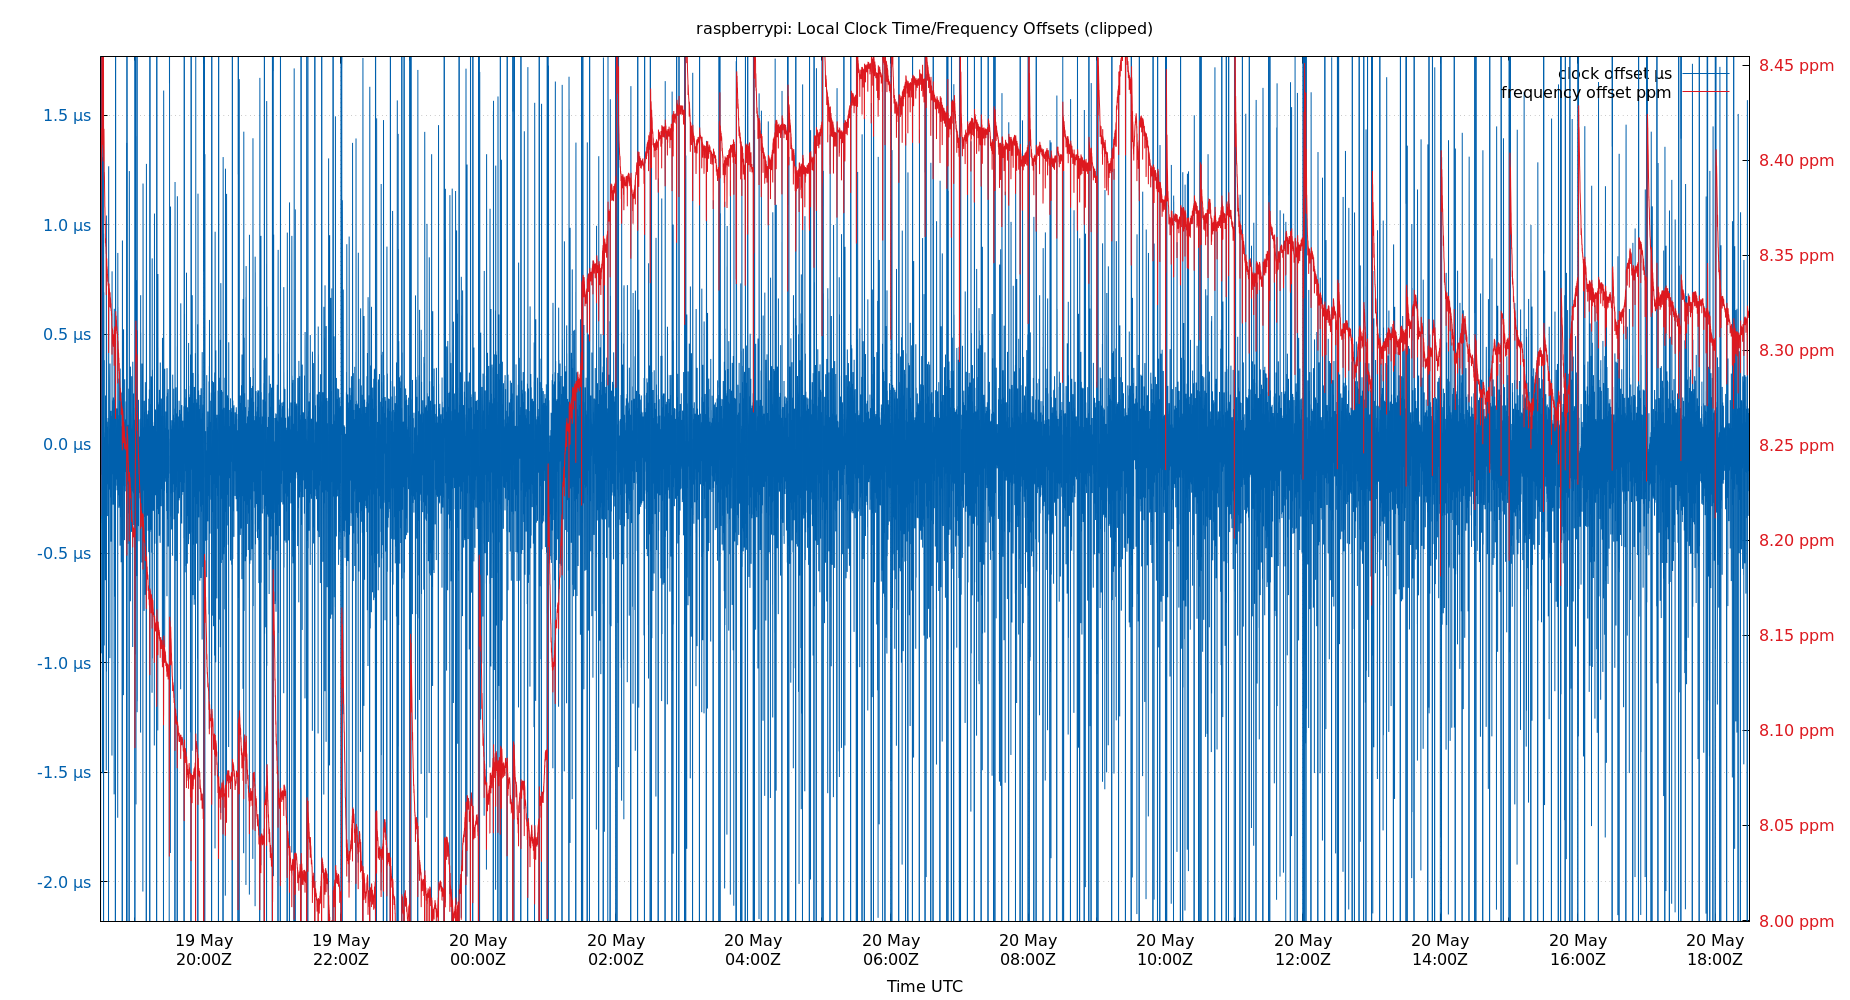 raspberrypi: Local Clock Time/Frequency Offsets (clipped)
clock offset µs
frequency offset ppm
1.5 µs
1.0 µs
0.5 µs
0.0 µs
-0.5 µs
-1.0 µs
-1.5 µs
-2.0 µs
8.45 ppm
8.40 ppm
8.35 ppm
8.30 ppm
8.25 ppm
8.20 ppm
8.15 ppm
8.10 ppm
8.05 ppm
8.00 ppm
19 May 19 May 20 May 20 May 20 May 20 May 20 May 20 May 20 May 20 May 20 May 20 May
20:00Z 22:00Z 00:00Z 02:00Z 04:00Z 06:00Z 08:00Z 10:00Z 12:00Z 14:00Z 16:00Z 18:00Z
Time UTC